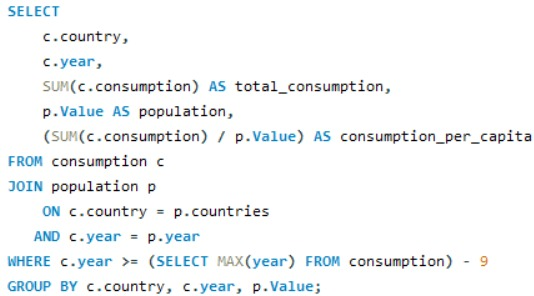 SELECT
c.country,
c.year,
SUM(c.consumption) AS total_consumption,
p.Value AS population,
(SUM(c.consumption) / p.Value) AS consumption_per_capita
FROM consumption c
JOIN population p
ON c.country = p.countries
AND c.year = p.year
WHERE c.year >= (SELECT MAX(year) FROM consumption) - 9
GROUP BY c.country, c.year, p.Value;